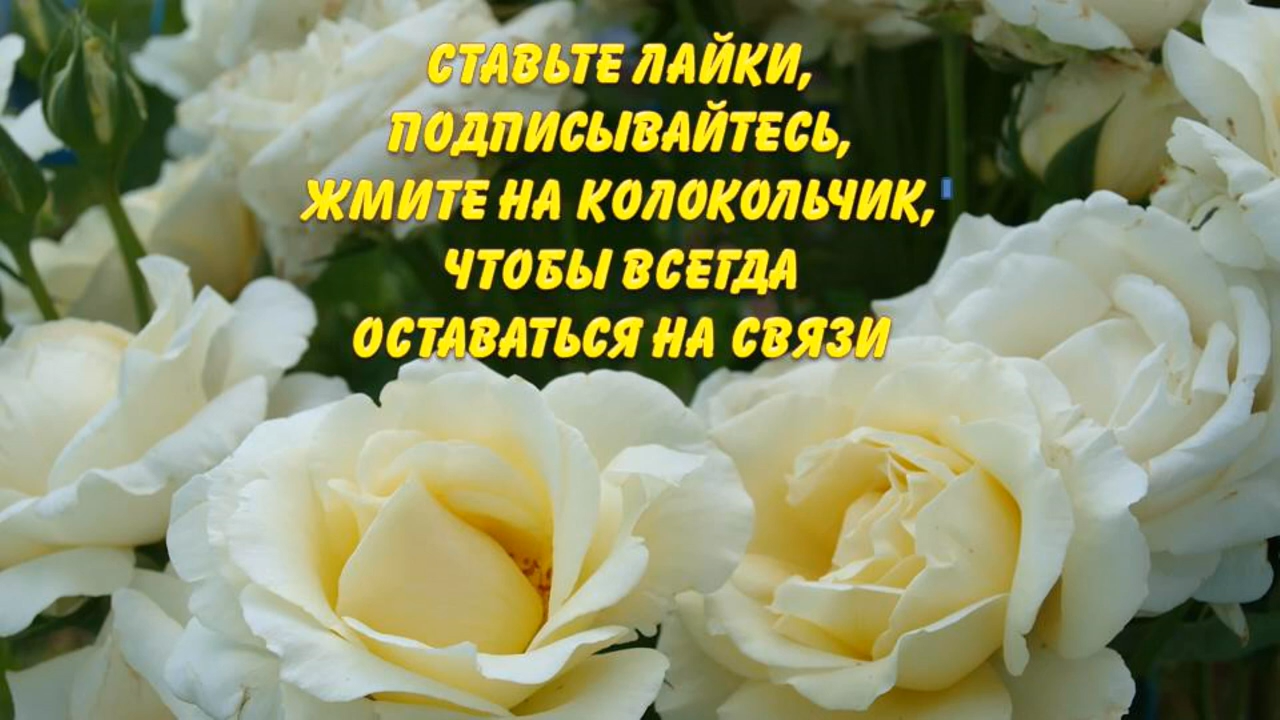 СТАВЬТЕ ЛАЙКИ,
ПОДПИСЫВАЙТЕСЬ,
ЖМИТЕ НА КОЛОКОЛЬЧИК,
ЧТОБЫ ВСЕГДА
ОСТАВАТЬСЯ НА СВЯЗИ